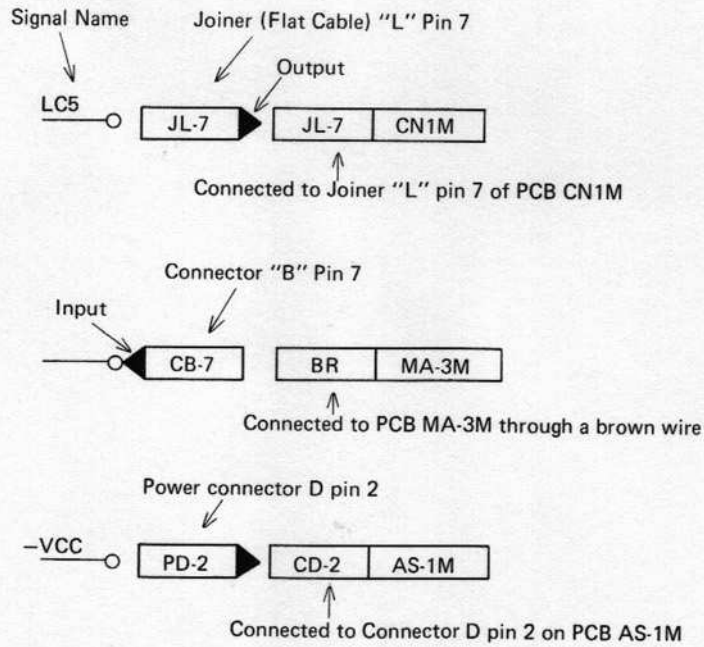 Signal Name
Joiner (Flat Cable) “L” Pin 7
Output
LC5
JL-7
JL-7
CN1M
Connected to Joiner “L” pin 7 of PCB CN1M
Connector “B” Pin 7
Input
CB-7
BR
MA-3M
Connected to PCB MA-3M through a brown wire
Power connector D pin 2
−VCC
PD-2
CD-2
AS-1M
Connected to Connector D pin 2 on PCB AS-1M